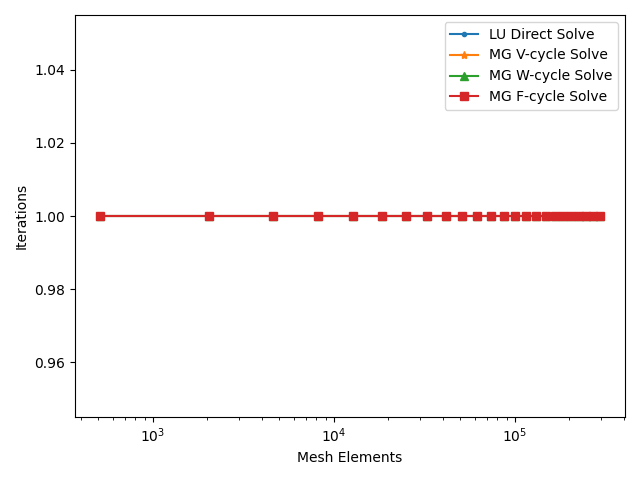 LU Direct Solve
MG V-cycle Solve
MG W-cycle Solve
MG F-cycle Solve
1.04
1.02
1.00
0.98
0.96
Iterations
10³ 10⁴ 10⁵
Mesh Elements